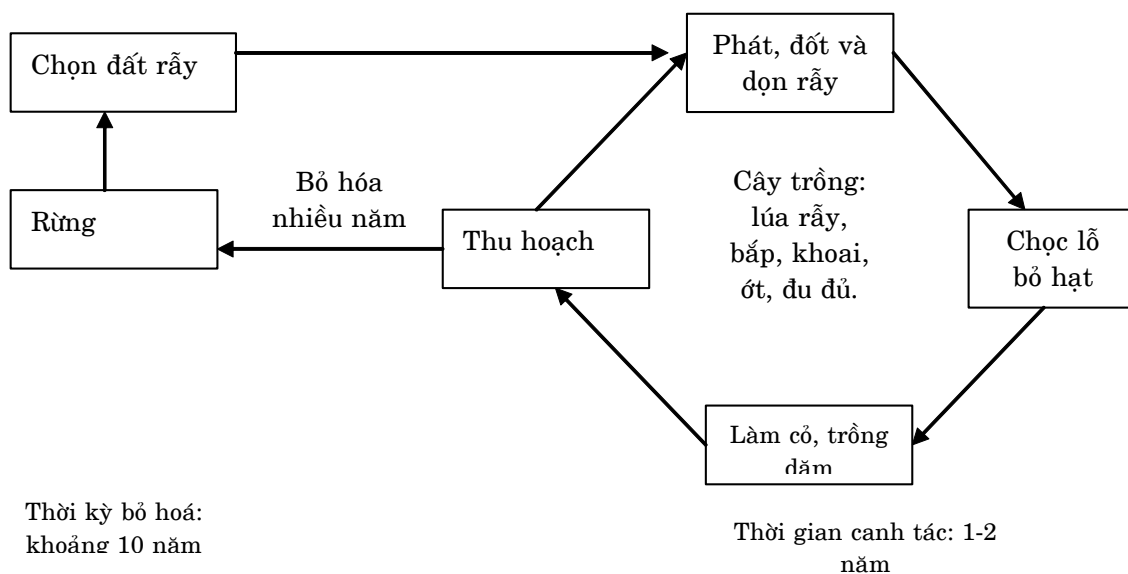 Chọn đất rẫy
Phát, đốt và
dọn rẫy
Rừng
Bỏ hóa
nhiều năm
Thu hoạch
Cây trồng:
lúa rẫy,
bắp, khoai,
ớt, đu đủ.
Chọc lỗ
bỏ hạt
Làm cỏ, trồng
dặm
Thời kỳ bỏ hoá:
khoảng 10 năm
Thời gian canh tác: 1-2
năm